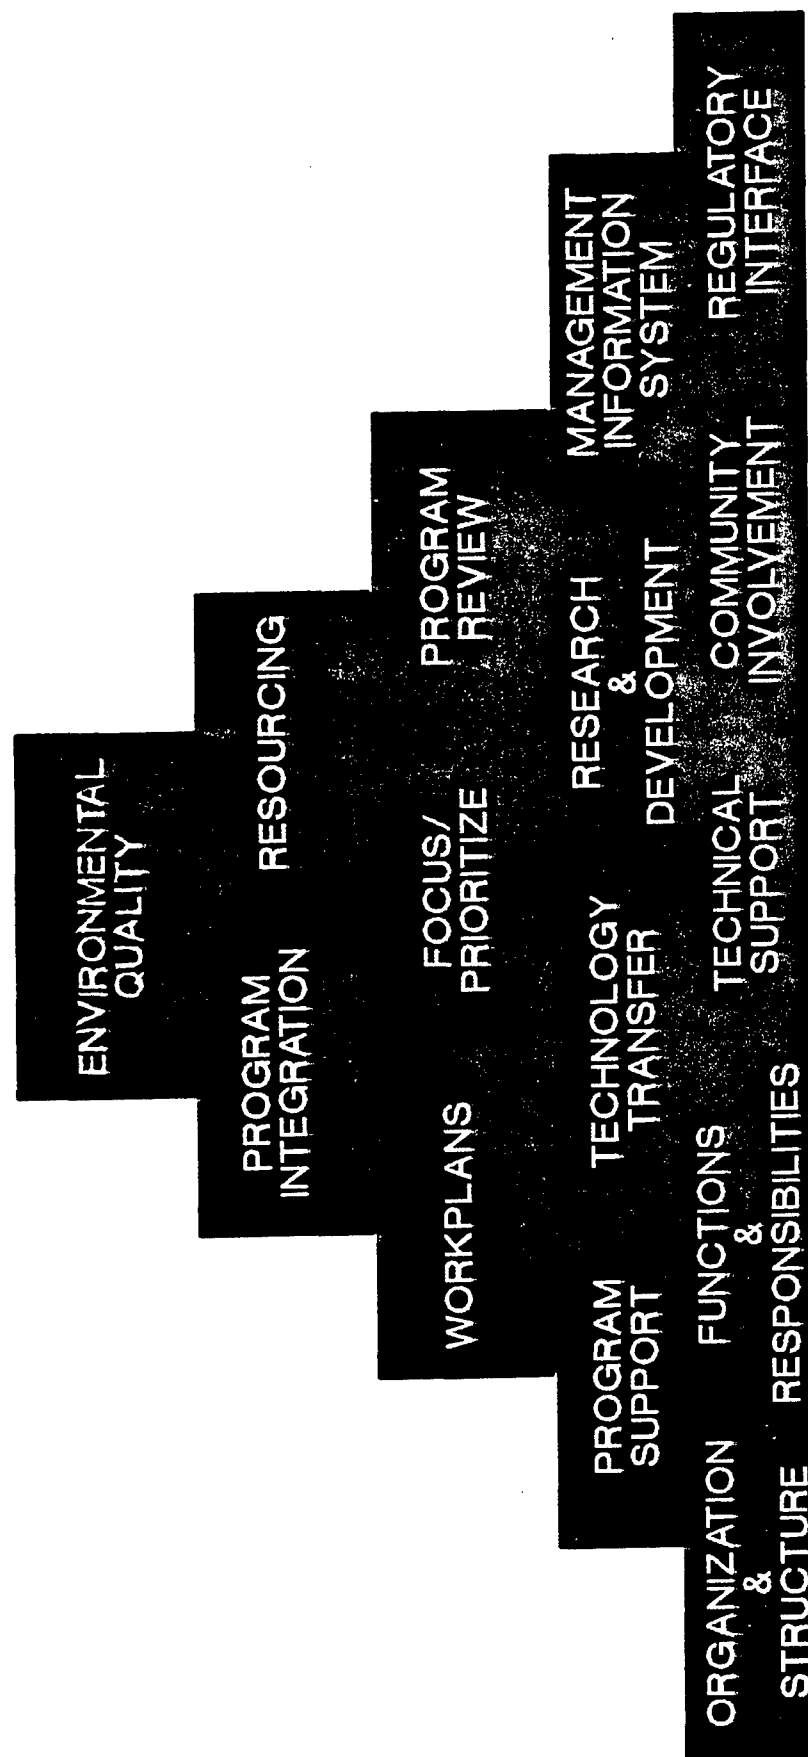 ENVIRONMENTAL
QUALITY
PROGRAM
INTEGRATION
RESOURCING
WORKPLANS
FOCUS/
PRIORITIZE
PROGRAM
REVIEW
PROGRAM
SUPPORT
TECHNOLOGY
TRANSFER
RESEARCH
&
DEVELOPMENT
MANAGEMENT
INFORMATION
SYSTEM
ORGANIZATION
&
STRUCTURE
FUNCTIONS
&
RESPONSIBILITIES
TECHNICAL
SUPPORT
COMMUNITY
INVOLVEMENT
REGULATORY
INTERFACE